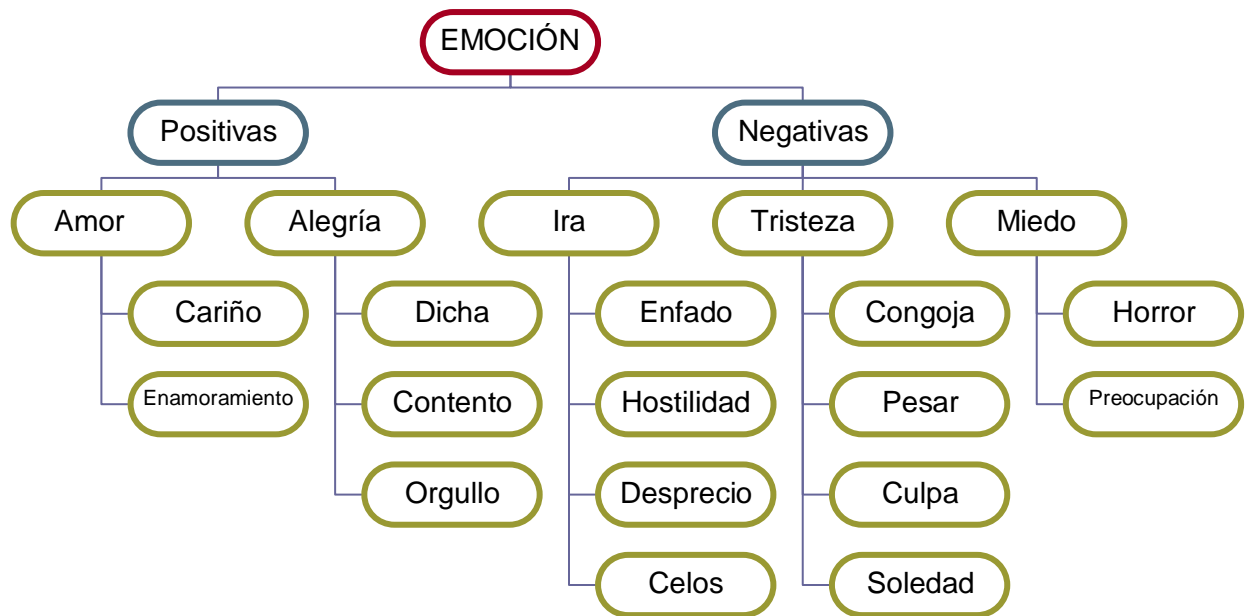 EMOCIÓN
Positivas
Negativas
Amor
Alegría
Ira
Tristeza
Miedo
Cariño
Dicha
Enfado
Congoja
Horror
Enamoramiento
Contento
Hostilidad
Pesar
Preocupación
Orgullo
Desprecio
Culpa
Celos
Soledad